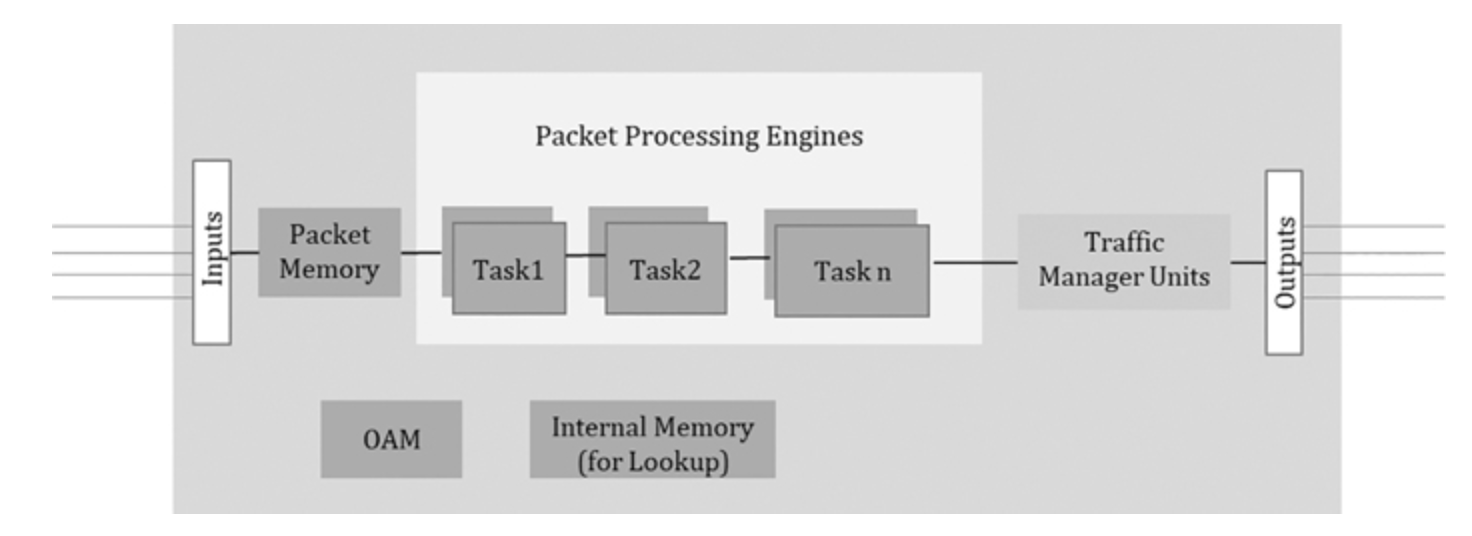 Packet Processing Engines
Inputs
Packet
Memory
Task1
Task2
Task n
Traffic
Manager Units
Outputs
OAM
Internal Memory
(for Lookup)